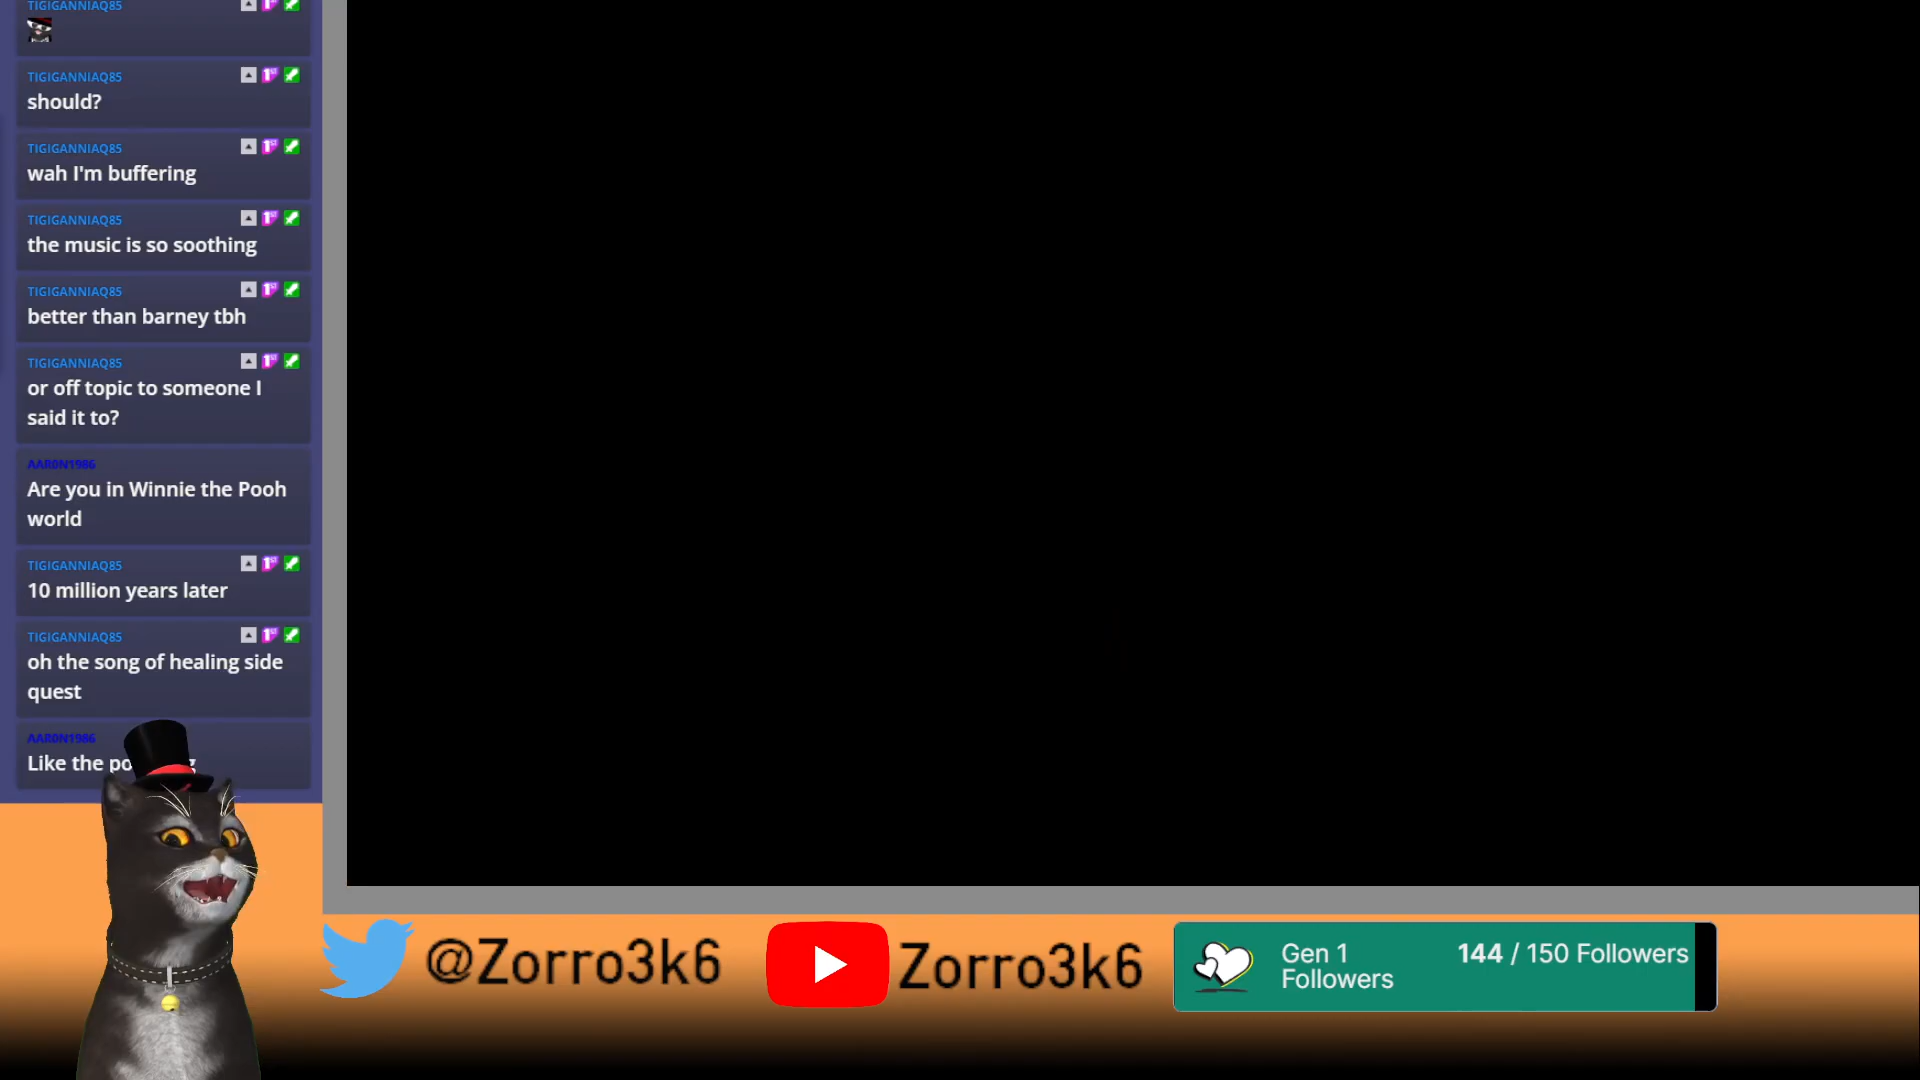 TIGIGANNIAQ85
TIGIGANNIAQ85
should?
TIGIGANNIAQ85
wah I'm buffering
TIGIGANNIAQ85
the music is so soothing
TIGIGANNIAQ85
better than barney tbh
TIGIGANNIAQ85
or off topic to someone I
said it to?
AARON1986
Are you in Winnie the Pooh
world
TIGIGANNIAQ85
10 million years later
TIGIGANNIAQ85
oh the song of healing side
quest
AARON1986
Like the
@Zorro3k6
Zorro3k6
Gen 1
Followers
144 / 150 Followers